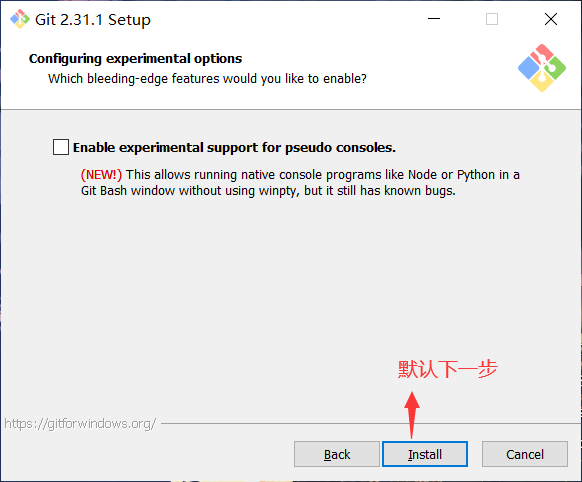 Git 2.31.1 Setup
Configuring experimental options
Which bleeding-edge features would you like to enable?
Enable experimental support for pseudo consoles.
(NEW!) This allows running native console programs like Node or Python in a
Git Bash window without using winpty, but it still has known bugs.
默认下一步
https://gitforwindows.org/
Back
Install
Cancel